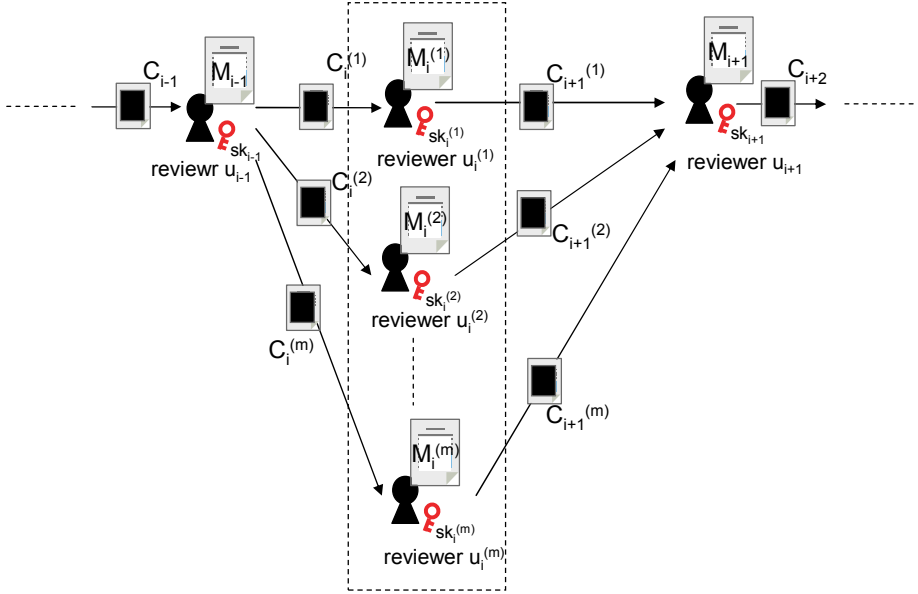 C_{i-1}
M_{i-1}
sk_{i-1}
reviewr u_{i-1}
C_i^{(1)}
M_i^{(1)}
sk_i^{(1)}
reviewer u_i^{(1)}
C_{i+1}^{(1)}
M_{i+1}
sk_{i+1}
reviewer u_{i+1}
C_{i+2}
C_i^{(2)}
M_i^{(2)}
sk_i^{(2)}
reviewer u_i^{(2)}
C_{i+1}^{(2)}
C_i^{(m)}
M_i^{(m)}
sk_i^{(m)}
reviewer u_i^{(m)}
C_{i+1}^{(m)}